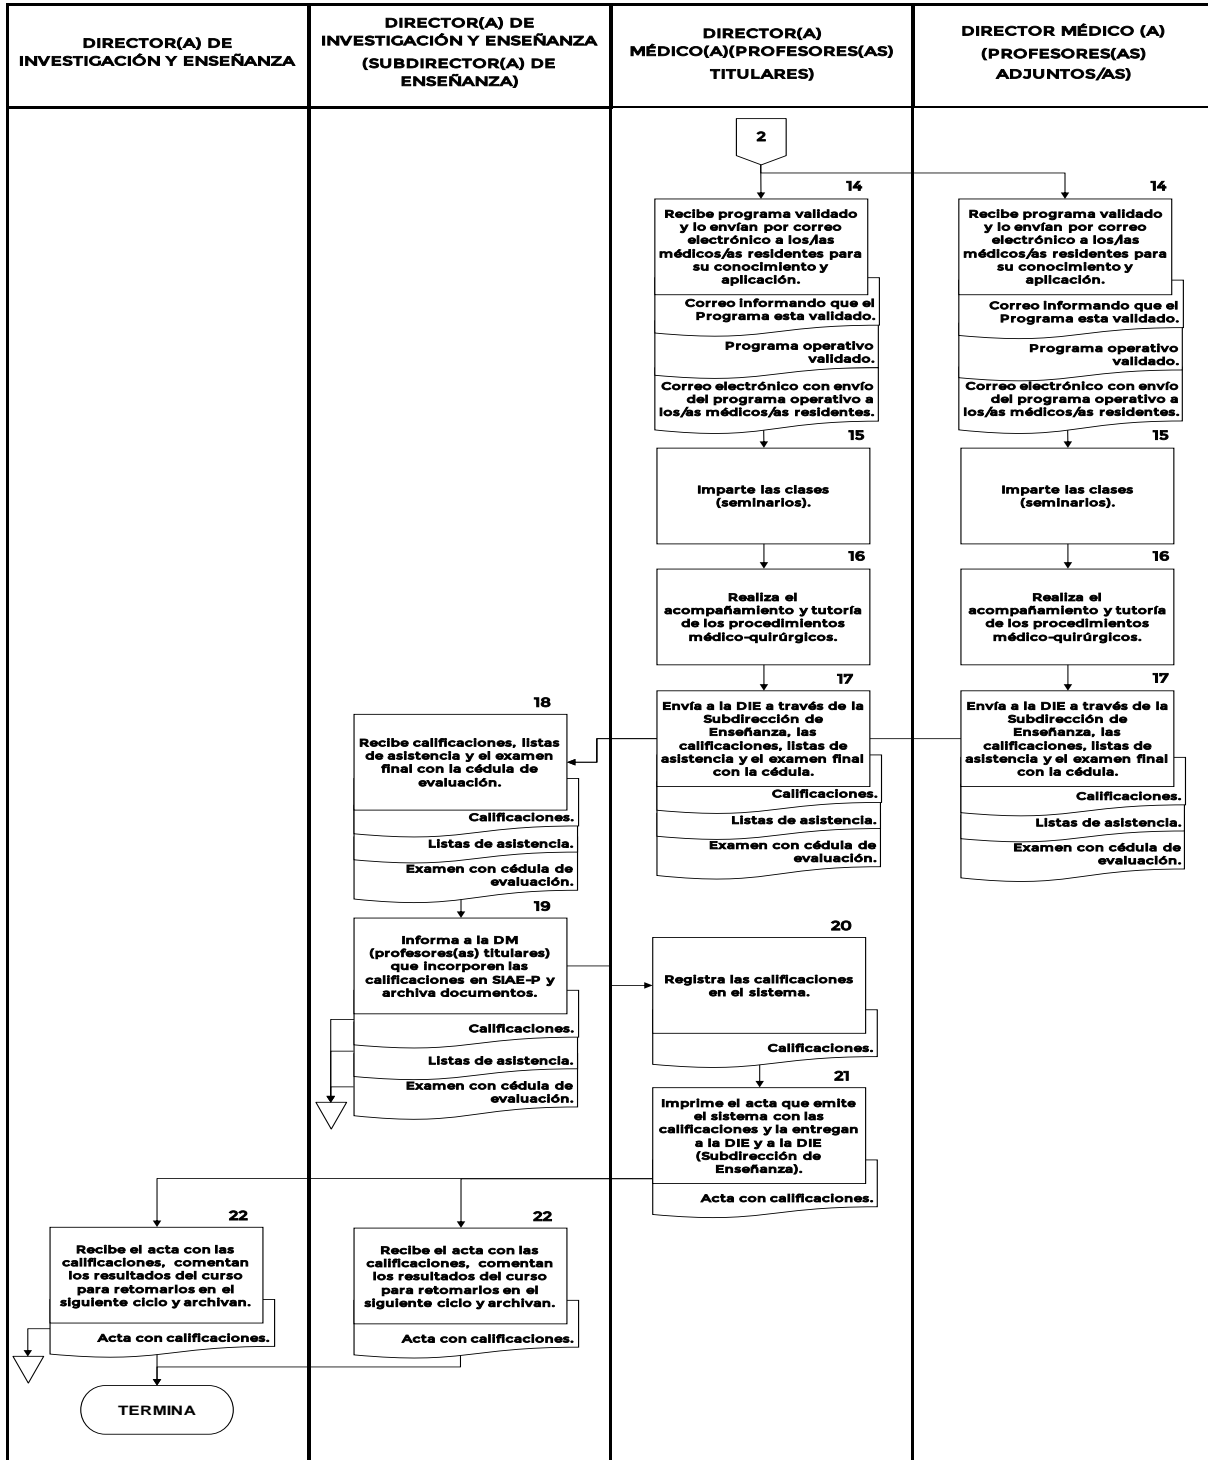 DIRECTOR(A) DE
INVESTIGACIÓN Y ENSEÑANZA
DIRECTOR(A) DE
INVESTIGACIÓN Y ENSEÑANZA
(SUBDIRECTOR(A) DE
ENSEÑANZA)
DIRECTOR(A)
MÉDICO(A)(PROFESORES(AS)
TITULARES)
DIRECTOR MÉDICO (A)
(PROFESORES(AS)
ADJUNTOS/AS)
2
14
Recibe programa validado
y lo envían por correo
electrónico a los/las
médicos/as residentes para
su conocimiento y
aplicación.
Correo informando que el
Programa esta validado.
Programa operativo
validado.
Correo electrónico con envío
del programa operativo a
los/as médicos/as residentes.
14
Recibe programa validado
y lo envían por correo
electrónico a los/las
médicos/as residentes para
su conocimiento y
aplicación.
Correo informando que el
Programa esta validado.
Programa operativo
validado.
Correo electrónico con envío
del programa operativo a
los/as médicos/as residentes.
15
Imparte las clases
(seminarios).
15
Imparte las clases
(seminarios).
16
Realiza el
acompañamiento y tutoría
de los procedimientos
médico-quirúrgicos.
16
Realiza el
acompañamiento y tutoría
de los procedimientos
médico-quirúrgicos.
17
Envía a la DIE a través de la
Subdirección de
Enseñanza, las
calificaciones, listas de
asistencia y el examen final
con la cédula.
Calificaciones.
Listas de asistencia.
Examen con cédula de
evaluación.
17
Envía a la DIE a través de la
Subdirección de
Enseñanza, las
calificaciones, listas de
asistencia y el examen final
con la cédula.
Calificaciones.
Listas de asistencia.
Examen con cédula de
evaluación.
18
Recibe calificaciones, listas
de asistencia y el examen
final con la cédula de
evaluación.
Calificaciones.
Listas de asistencia.
Examen con cédula de
evaluación.
19
Informa a la DM
(profesores(as) titulares)
que incorporen las
calificaciones en SIAE-P y
archiva documentos.
Calificaciones.
Listas de asistencia.
Examen con cédula de
evaluación.
20
Registra las calificaciones
en el sistema.
Calificaciones.
21
Imprime el acta que emite
el sistema con las
calificaciones y la entregan
a la DIE y a la DIE
(Subdirección de
Enseñanza).
Acta con calificaciones.
22
Recibe el acta con las
calificaciones, comentan
los resultados del curso
para retomarlos en el
siguiente ciclo y archivan.
Acta con calificaciones.
22
Recibe el acta con las
calificaciones, comentan
los resultados del curso
para retomarlos en el
siguiente ciclo y archivan.
Acta con calificaciones.
TERMINA